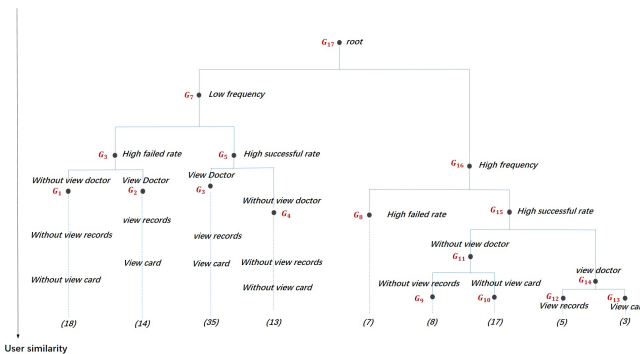 G17 root
G7 Low frequency
G3 High failed rate
G5 High successful rate
G16 High frequency
Without view doctor
G1
View Doctor
G2
View Doctor
G3
Without view doctor
G4
G8 High failed rate
G15 High successful rate
view records
Without view records
view records
Without view doctor
G11
View card
View card
Without view records
Without view card
Without view card
view doctor
G14
Without view records
G9
Without view card
G10
G12
View records
G13
View ca
(18)
(14)
(35)
(13)
(7)
(8)
(17)
(5)
(3)
User similarity